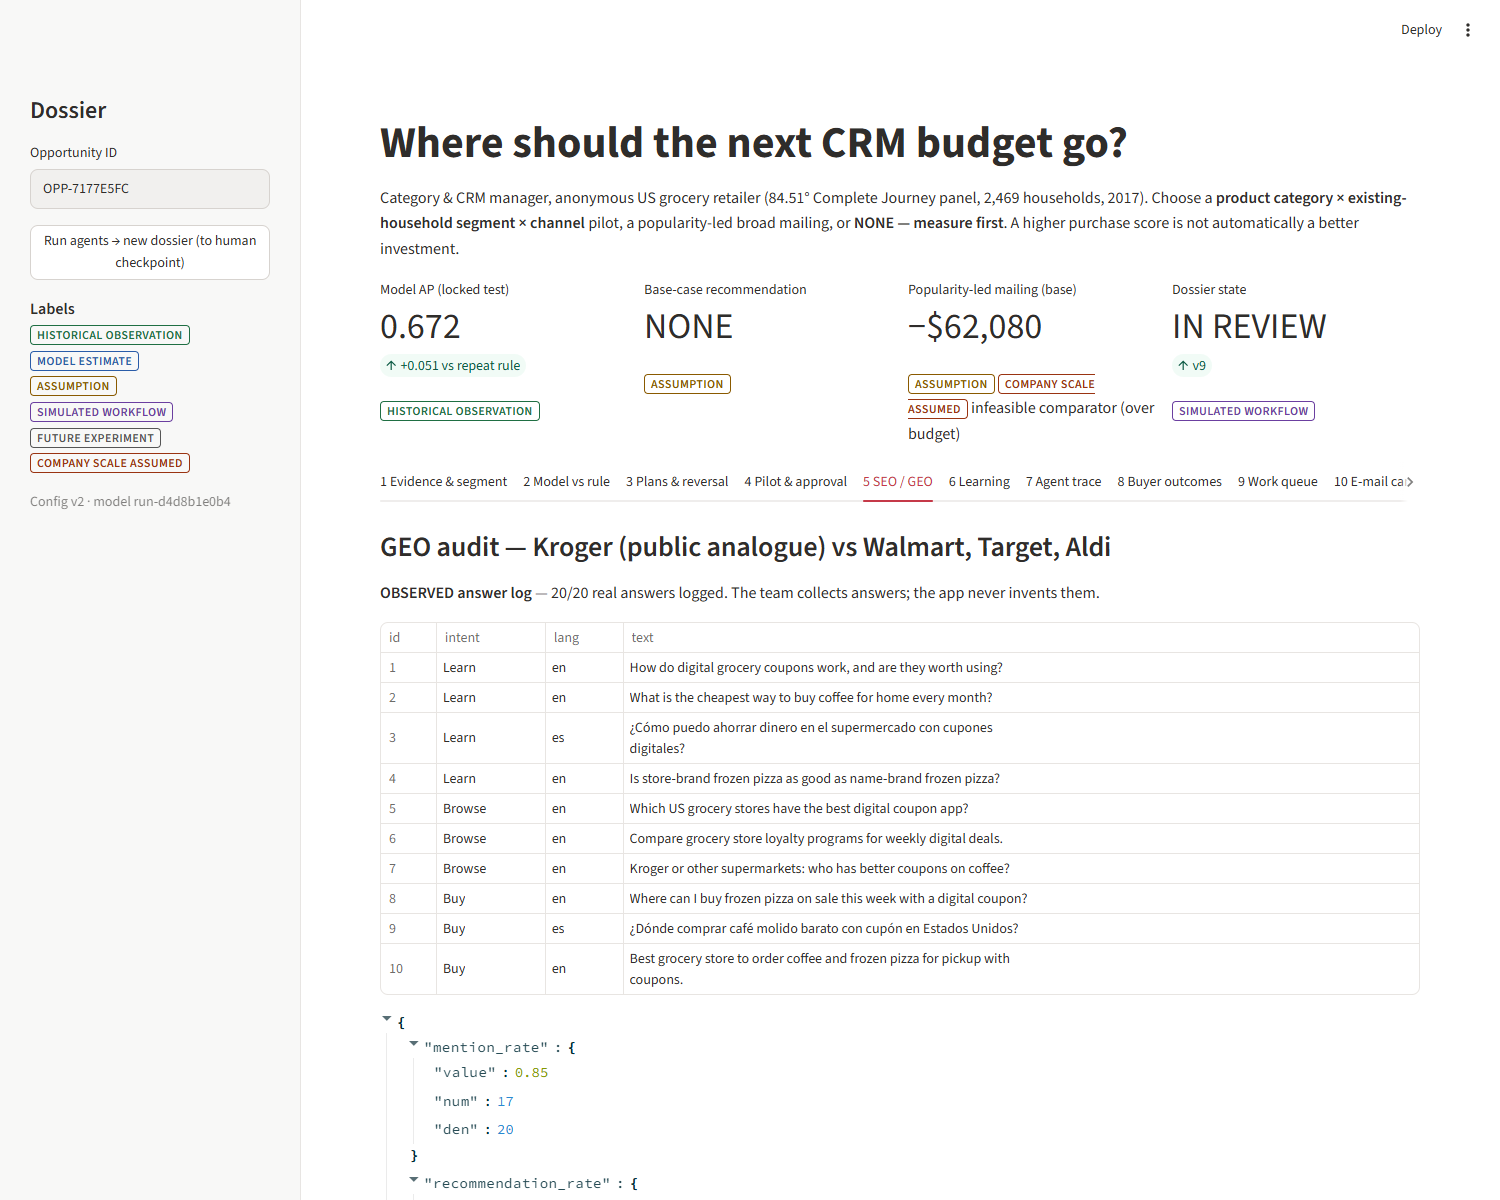 Deploy
Dossier
Opportunity ID
OPP-7177E5FC
Run agents → new dossier (to human
checkpoint)
Labels
HISTORICAL OBSERVATION
MODEL ESTIMATE
ASSUMPTION
SIMULATED WORKFLOW
FUTURE EXPERIMENT
COMPANY SCALE ASSUMED
Config v2 · model run-d4d8b1e0b4
Where should the next CRM budget go?
Category & CRM manager, anonymous US grocery retailer (84.51° Complete Journey panel, 2,469 households, 2017). Choose a product category × existing-
household segment × channel pilot, a popularity-led broad mailing, or NONE — measure first. A higher purchase score is not automatically a better
investment.
Model AP (locked test)
0.672
↑ +0.051 vs repeat rule
HISTORICAL OBSERVATION
Base-case recommendation
NONE
ASSUMPTION
Popularity-led mailing (base)
−$62,080
ASSUMPTION COMPANY SCALE
ASSUMED infeasible comparator (over
budget)
Dossier state
IN REVIEW
↑ v9
SIMULATED WORKFLOW
1 Evidence & segment 2 Model vs rule 3 Plans & reversal 4 Pilot & approval 5 SEO / GEO 6 Learning 7 Agent trace 8 Buyer outcomes 9 Work queue 10 E-mail ca
GEO audit — Kroger (public analogue) vs Walmart, Target, Aldi
OBSERVED answer log — 20/20 real answers logged. The team collects answers; the app never invents them.
id intent lang text
1 Learn en How do digital grocery coupons work, and are they worth using?
2 Learn en What is the cheapest way to buy coffee for home every month?
3 Learn es ¿Cómo puedo ahorrar dinero en el supermercado con cupones
digitales?
4 Learn en Is store-brand frozen pizza as good as name-brand frozen pizza?
5 Browse en Which US grocery stores have the best digital coupon app?
6 Browse en Compare grocery store loyalty programs for weekly digital deals.
7 Browse en Kroger or other supermarkets: who has better coupons on coffee?
8 Buy en Where can I buy frozen pizza on sale this week with a digital coupon?
9 Buy es ¿Dónde comprar café molido barato con cupón en Estados Unidos?
10 Buy en Best grocery store to order coffee and frozen pizza for pickup with
coupons.
{
"mention_rate" : {
"value" : 0.85
"num" : 17
"den" : 20
}
"recommendation_rate" : {